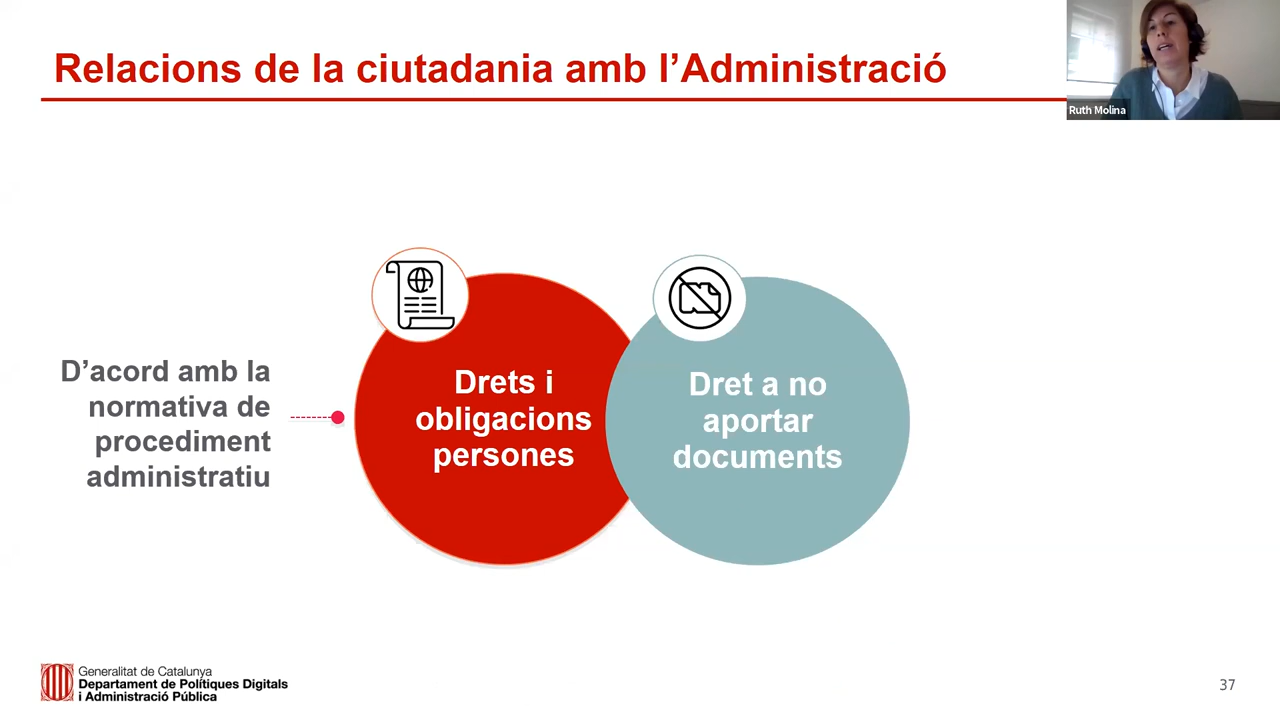 Relacions de la ciutadania amb l’Administració
Ruth Molina
D’acord amb la
normativa de
procediment
administratiu
Drets i
obligacions
persones
Dret a no
aportar
documents
Generalitat de Catalunya
Departament de Polítiques Digitals
i Administració Pública
37